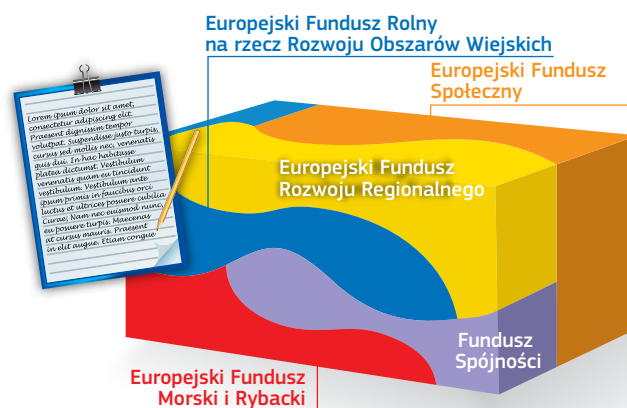 Europejski Fundusz Rolny
na rzecz Rozwoju Obszarów Wiejskich
Europejski Fundusz
Społeczny
Lorem ipsum dolor sit amet,
consectetur adipiscing elit.
Praesent dignissim tempor
volutpat. Suspendisse justo turpis,
cursus sed mollis nec, venenatis
quis dui. In hac habitasse
platea dictumst. Vestibulum
venenatis quam eu tincidunt
vestibulum. Vestibulum ante
ipsum primis in faucibus orci
luctus et ultrices posuere cubilia
Curae; Nam nec euismod nunc,
eu posuere turpis. Maecenas
at cursus mauris. Praesent
in elit augue. Etiam congue
Europejski Fundusz
Rozwoju Regionalnego
Fundusz
Spójności
Europejski Fundusz
Morski i Rybacki